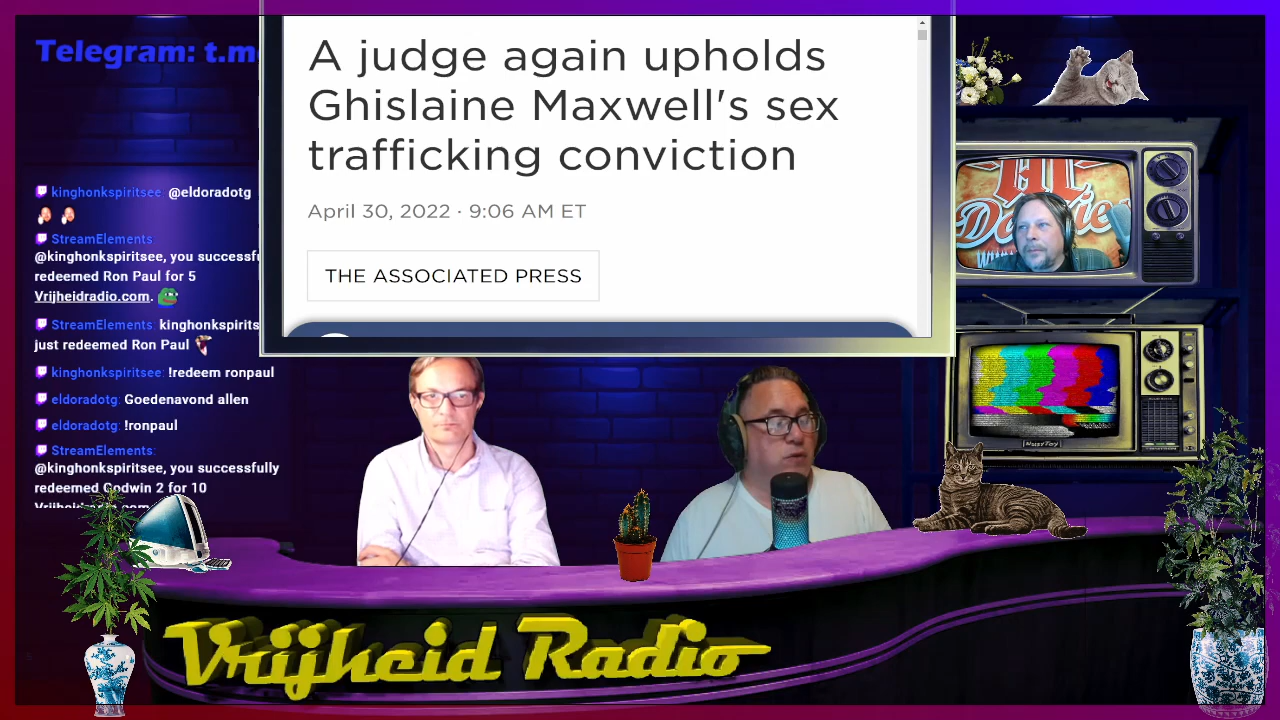 Telegram: t.m
A judge again upholds
Ghislaine Maxwell's sex
trafficking conviction
April 30, 2022 · 9:06 AM ET
THE ASSOCIATED PRESS
kinghonkspiritsee: @eldoradotg
StreamElements:
@kinghonkspiritsee, you successfu
redeemed Ron Paul for 5
Vrijheidradio.com.
StreamElements: kinghonkspirits
just redeemed Ron Paul
kinghonkspiritsee: !redeem ronpaul
eldoradotg: Goedenavond allen
eldoradotg: !ronpaul
StreamElements:
@kinghonkspiritsee, you successfully
redeemed Godwin 2 for 10
Vrijheidradio.com
Vrijheid Radio